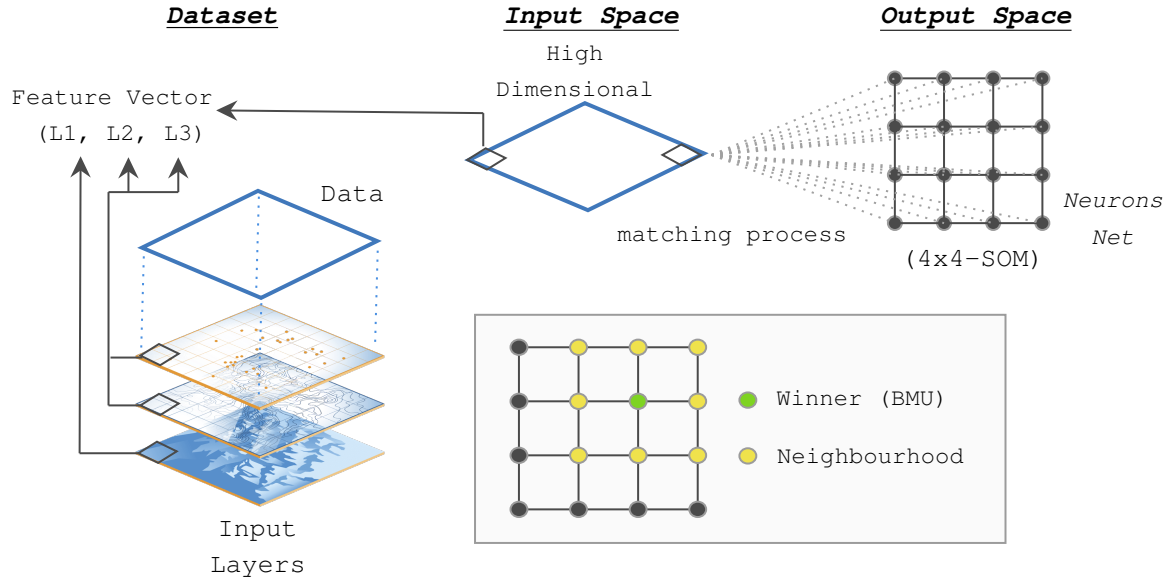 Dataset
Input Space
Output Space
High
Dimensional
Feature Vector
(L1, L2, L3)
Data
matching process
Neurons
Net
(4x4-SOM)
Winner (BMU)
Neighbourhood
Input
Layers